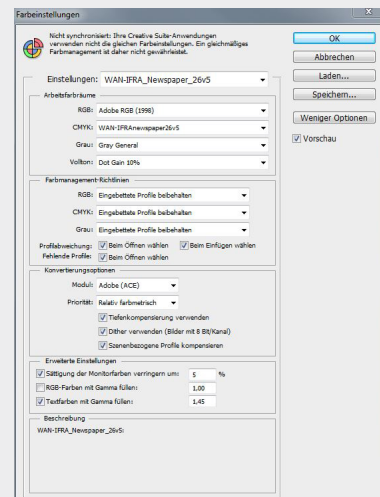 Farbeinstellungen
Nicht synchronisiert: Ihre Creative Suite-Anwendungen
verwenden nicht die gleichen Farbeinstellungen. Ein gleichmäßiges
Farbmanagement ist daher nicht gewährleistet.
OK
Abbrechen
Laden...
Speichern...
Weniger Optionen
Vorschau
Einstellungen: WAN-IFRA_Newspaper_26v5
Arbeitsfarbräume
RGB: Adobe RGB (1998)
CMYK: WAN-IFRAnewspaper26v5
Grau: Gray General
Vollton: Dot Gain 10%
Farbmanagement-Richtlinien
RGB: Eingebettete Profile beibehalten
CMYK: Eingebettete Profile beibehalten
Grau: Eingebettete Profile beibehalten
Profilabweichung: Beim Öffnen wählen Beim Einfügen wählen
Fehlende Profile: Beim Öffnen wählen
Konvertierungsoptionen
Modul: Adobe (ACE)
Priorität: Relativ farbmetrisch
Tiefenkompensierung verwenden
Dither verwenden (Bilder mit 8 Bit/Kanal)
Szenenbezogene Profile kompensieren
Erweiterte Einstellungen
Sättigung der Monitorfarben verringern um: 5 %
RGB-Farben mit Gamma füllen: 1,00
Textfarben mit Gamma füllen: 1,45
Beschreibung
WAN-IFRA_Newspaper_26v5: